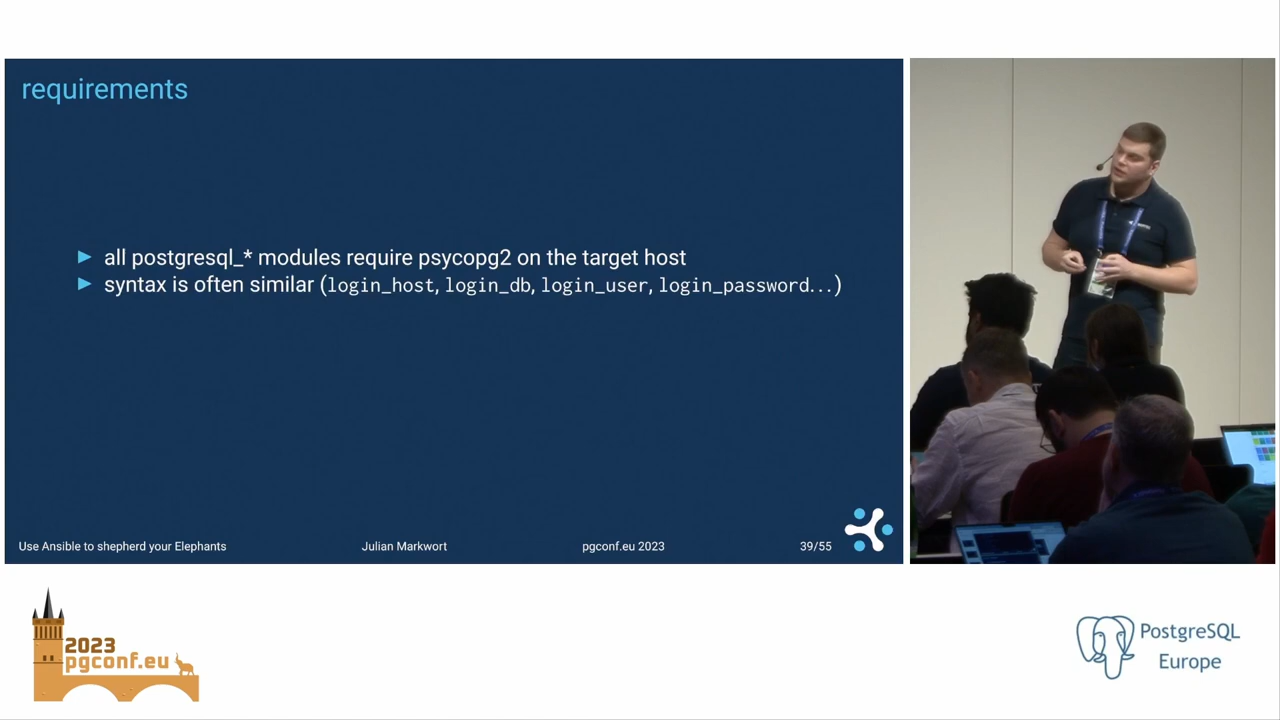 requirements
▶ all postgresql_* modules require psycopg2 on the target host
▶ syntax is often similar (login_host, login_db, login_user, login_password...)
Use Ansible to shepherd your Elephants Julian Markwort pgconf.eu 2023 39/55
2023
pgconf.eu
PostgreSQL
Europe